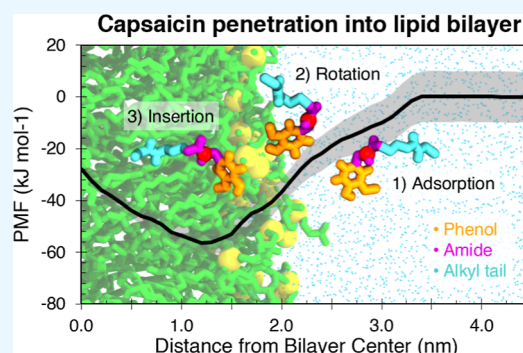 Capsaicin penetration into lipid bilayer
20
0
-20
-40
-60
-80
PMF (kJ mol-1)
2) Rotation
3) Insertion
1) Adsorption
Phenol
Amide
Alkyl tail
0.0 1.0 2.0 3.0 4.0
Distance from Bilayer Center (nm)